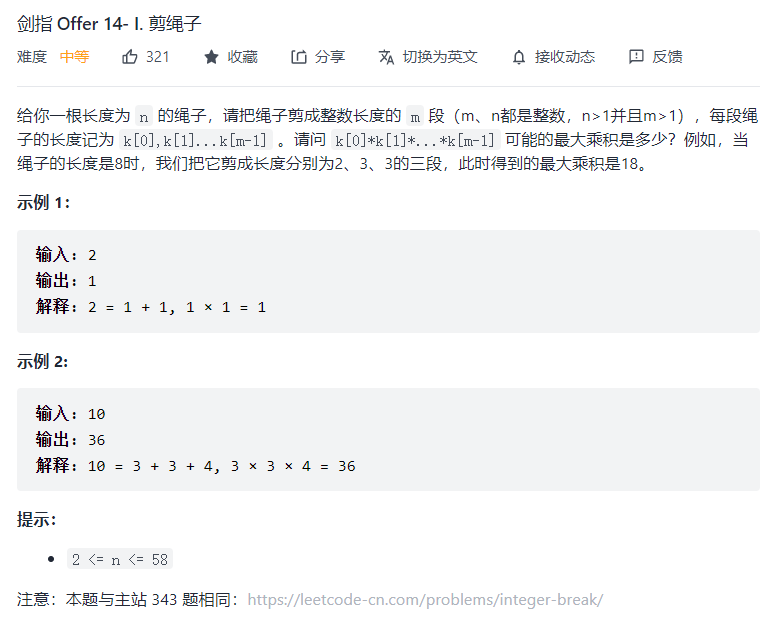 剑指 Offer 14- I. 剪绳子
难度 中等 321 收藏 分享 切换为英文 接收动态 反馈
给你一根长度为 n 的绳子，请把绳子剪成整数长度的 m 段（m、n都是整数，n>1并且m>1），每段绳
子的长度记为 k[0],k[1]...k[m-1] 。请问 k[0]*k[1]*...*k[m-1] 可能的最大乘积是多少？例如，当
绳子的长度是8时，我们把它剪成长度分别为2、3、3的三段，此时得到的最大乘积是18。
示例 1：
输入: 2
输出: 1
解释: 2 = 1 + 1, 1 × 1 = 1
示例 2:
输入: 10
输出: 36
解释: 10 = 3 + 3 + 4, 3 × 3 × 4 = 36
提示：
• 2 <= n <= 58
注意：本题与主站 343 题相同：https://leetcode-cn.com/problems/integer-break/